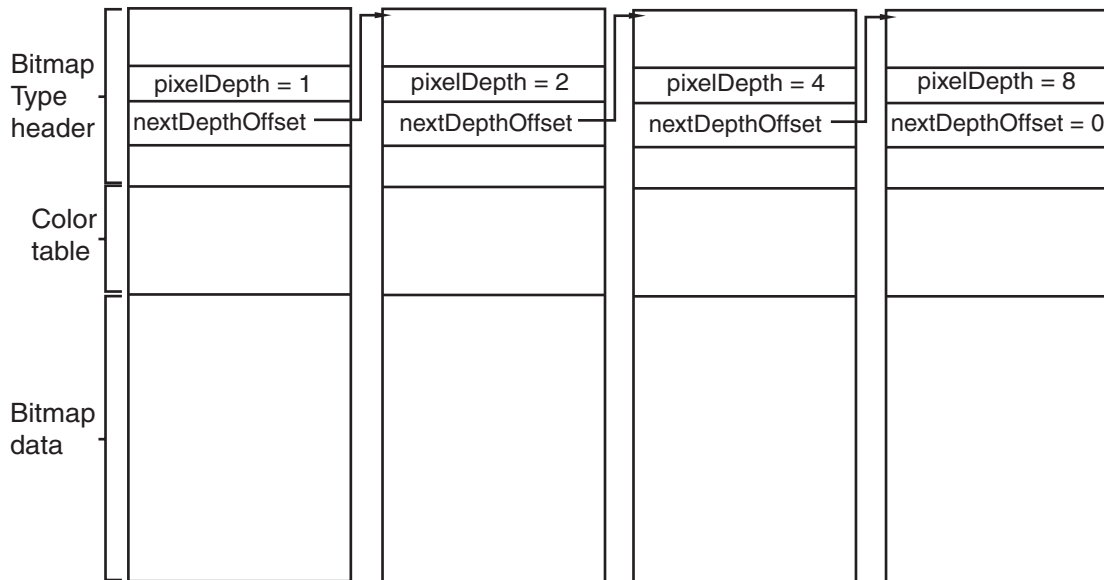 Bitmap
Type
header
pixelDepth = 1
pixelDepth = 2
pixelDepth = 4
pixelDepth = 8
nextDepthOffset
nextDepthOffset
nextDepthOffset
nextDepthOffset = 0
Color
table
Bitmap
data